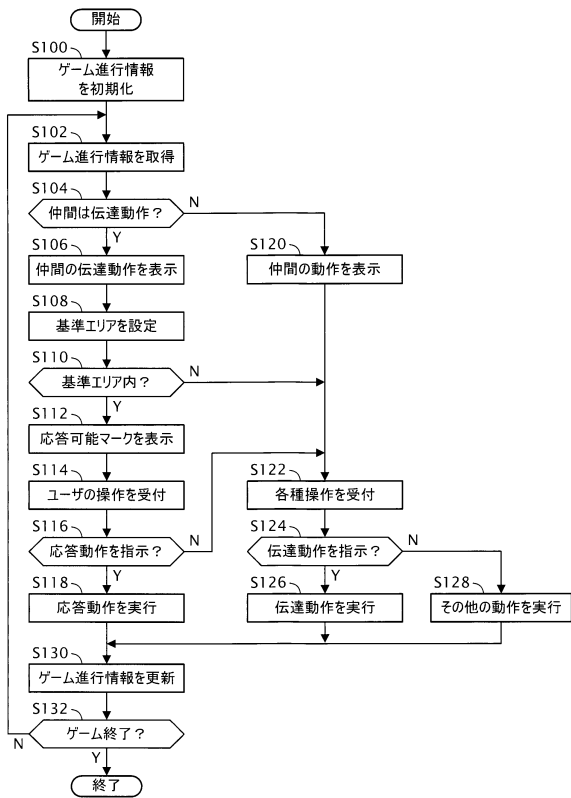 開始
S100
ゲーム進行情報
を初期化
S102
ゲーム進行情報を取得
S104
仲間は伝達動作？
N
Y
S106
仲間の伝達動作を表示
S120
仲間の動作を表示
S108
基準エリアを設定
S110
基準エリア内？
N
Y
S112
応答可能マークを表示
S114
ユーザの操作を受付
S122
各種操作を受付
S116
応答動作を指示？
N
Y
S124
伝達動作を指示？
N
Y
S118
応答動作を実行
S126
伝達動作を実行
S128
その他の動作を実行
S130
ゲーム進行情報を更新
S132
ゲーム終了？
N
Y
終了